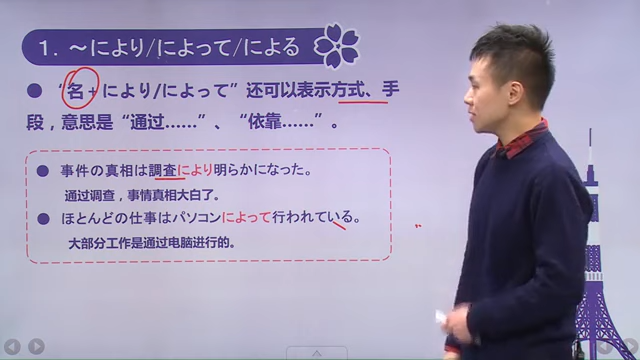 1. ～により/によって/による
● “名+により/によって”还可以表示方式、手
段，意思是“通过……”、“依靠……”。
● 事件の真相は調査により明らかになった。
通过调查，事情真相大白了。
● ほとんどの仕事はパソコンによって行われている。
大部分工作是通过电脑进行的。